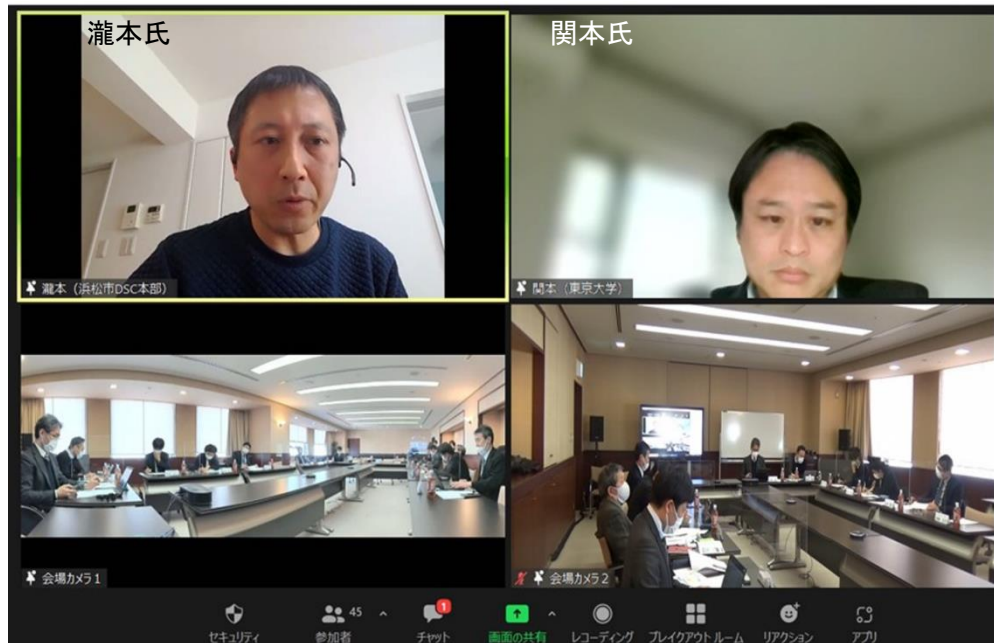 瀧本氏
関本氏
瀧本（浜松市DSC本部）
関本（東京大学）
会場カメラ1
会場カメラ2
45
1
セキュリティ
参加者
チャット
画面の共有
レコーディング
ブレイクアウト ルーム
リアクション
アプリ